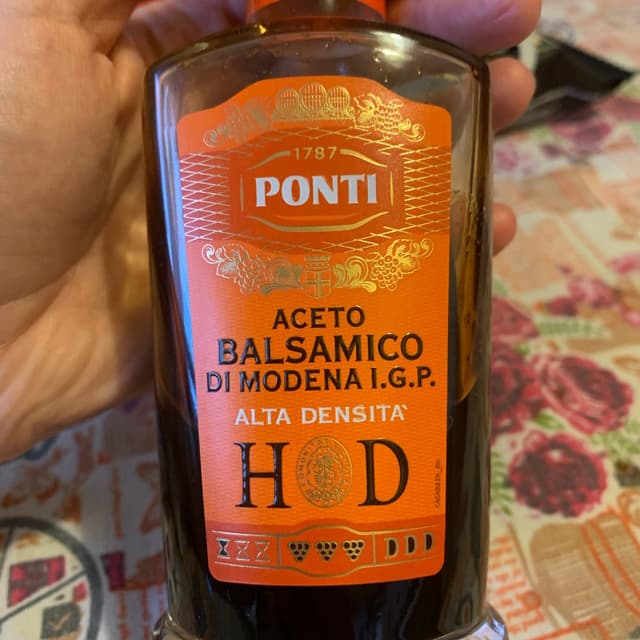 1787
PONTI
ACETO
BALSAMICO
DI MODENA I.G.P.
ALTA DENSITA'
H D